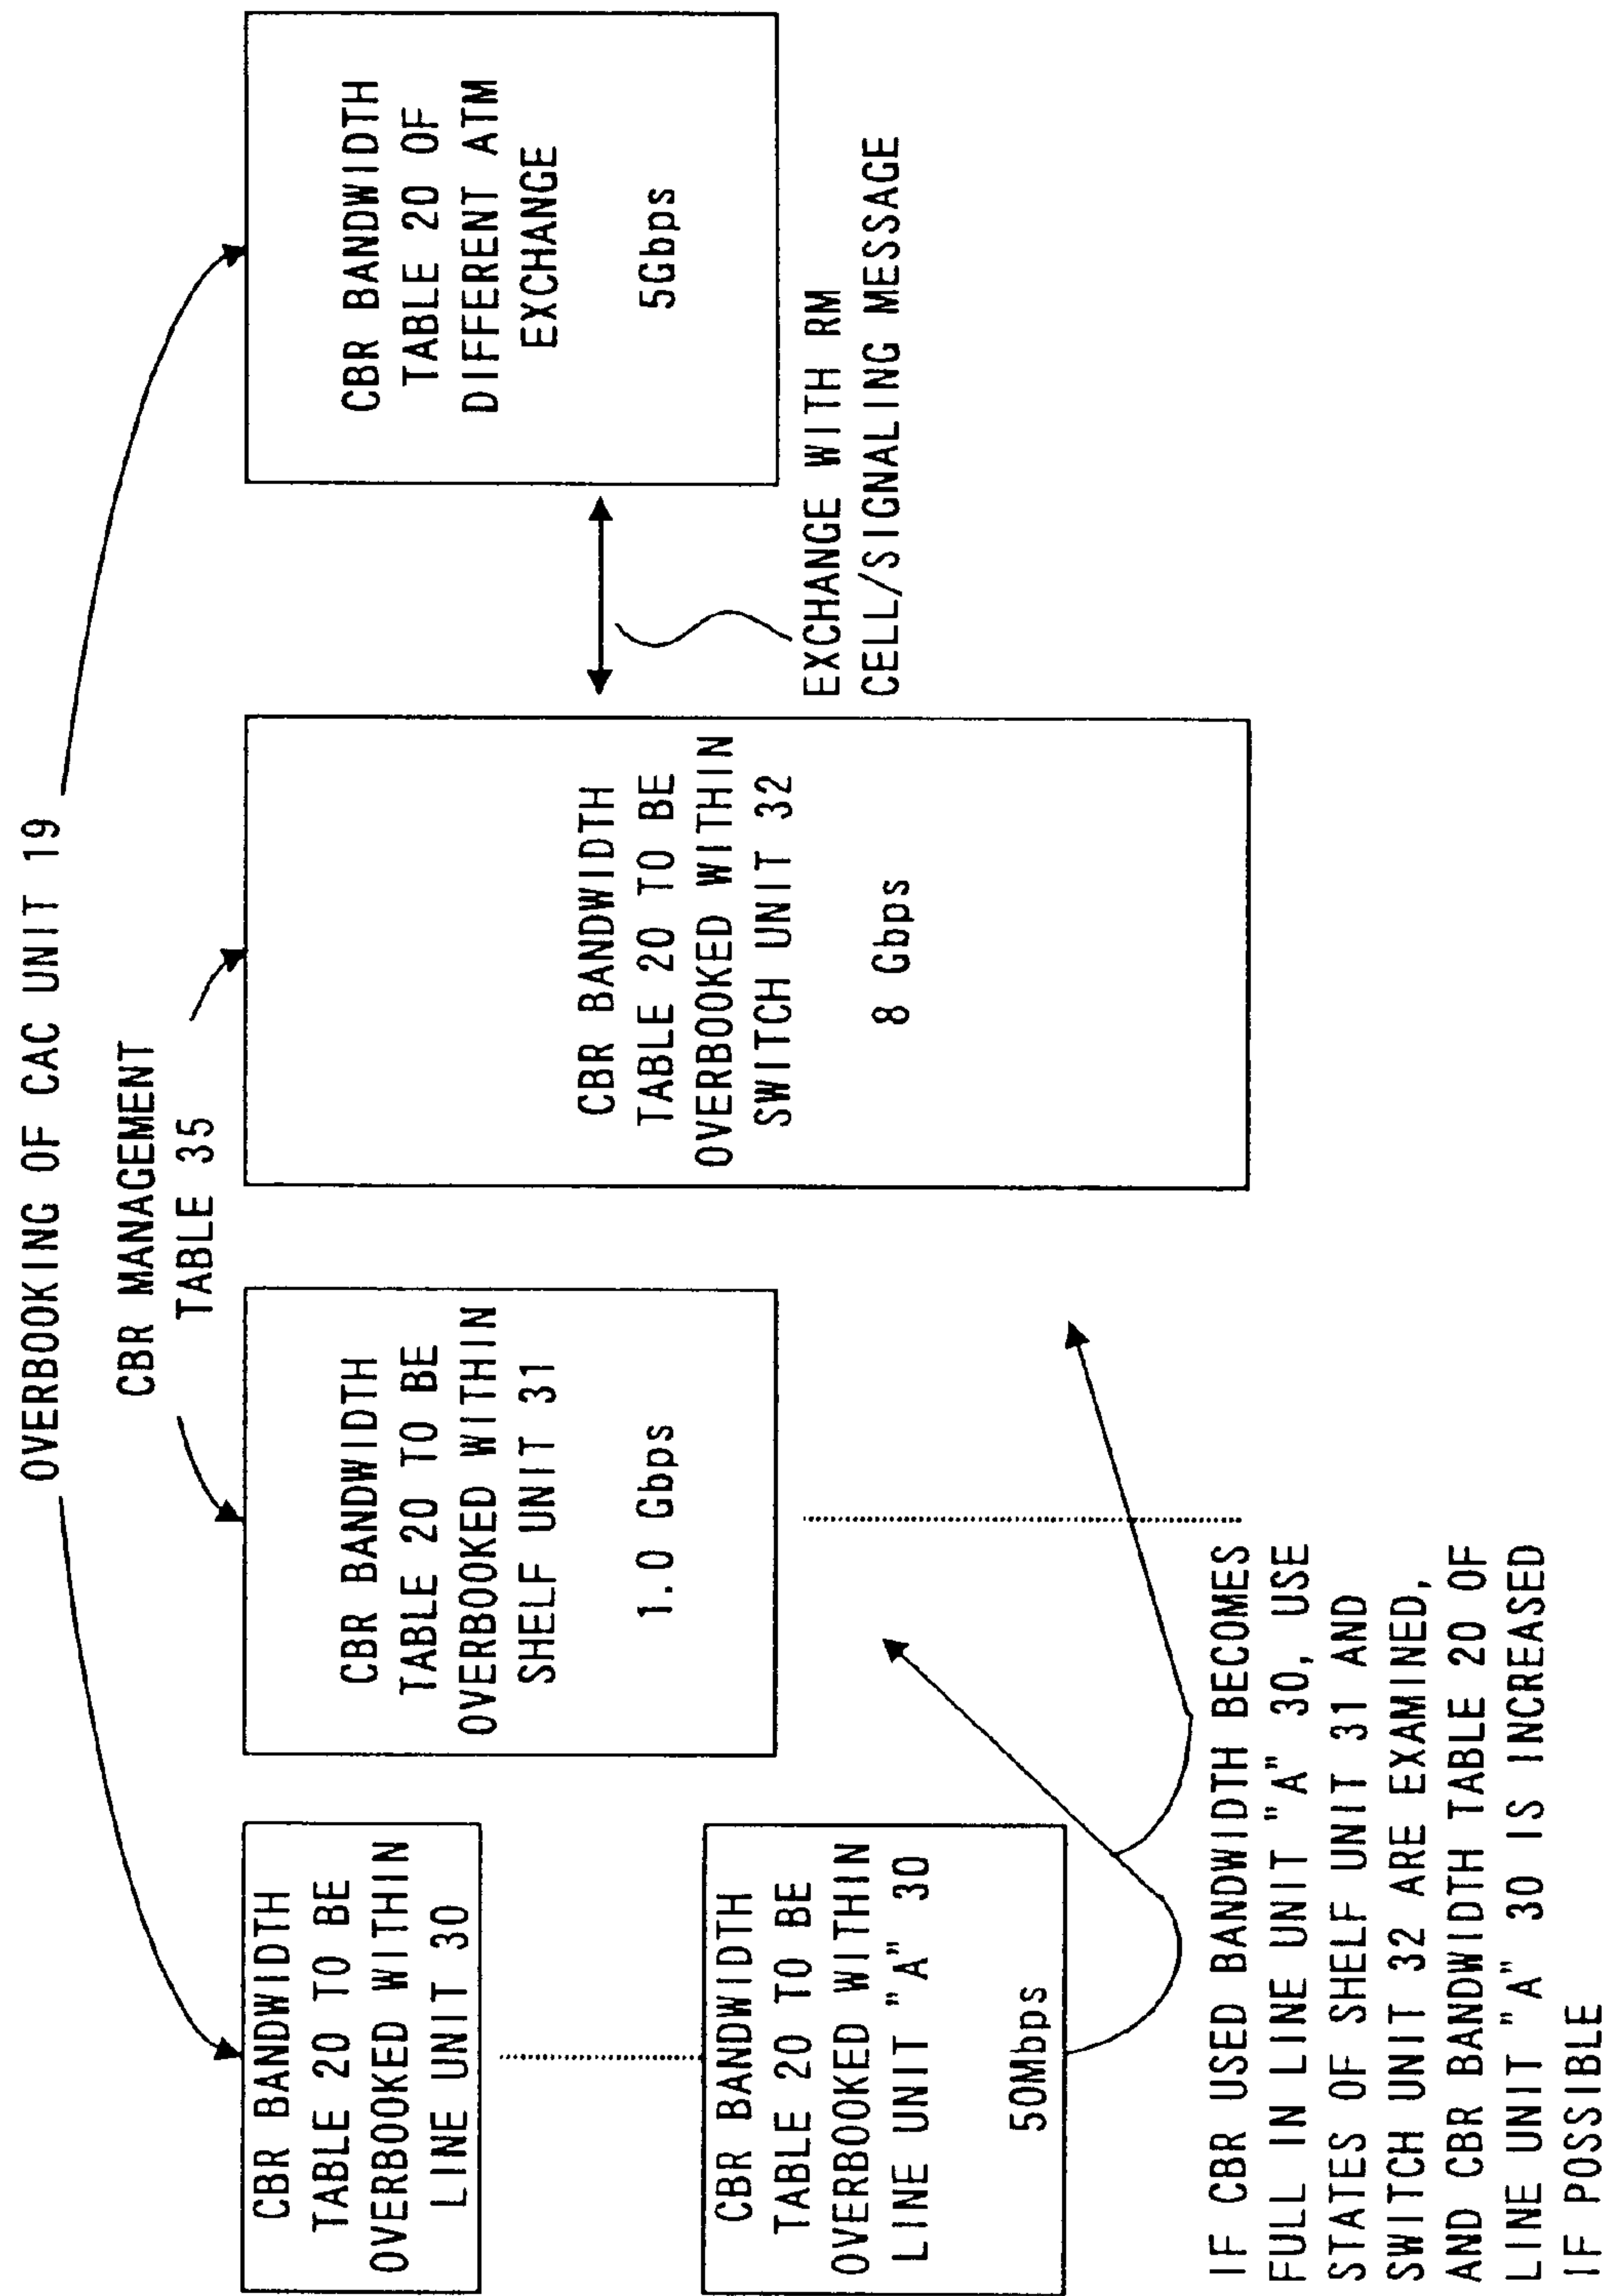 OVERBOOKING OF CAC UNIT 19
CBR MANAGEMENT
TABLE 35
CBR BANDWIDTH
TABLE 20 TO BE
OVERBOOKED WITHIN
LINE UNIT 30
CBR BANDWIDTH
TABLE 20 TO BE
OVERBOOKED WITHIN
LINE UNIT "A" 30
50Mbps
CBR BANDWIDTH
TABLE 20 TO BE
OVERBOOKED WITHIN
SHELF UNIT 31
1.0 Gbps
CBR BANDWIDTH
TABLE 20 TO BE
OVERBOOKED WITHIN
SWITCH UNIT 32
8 Gbps
CBR BANDWIDTH
TABLE 20 OF
DIFFERENT ATM
EXCHANGE
5Gbps
EXCHANGE WITH RM
CELL/SIGNALING MESSAGE
IF CBR USED BANDWIDTH BECOMES
FULL IN LINE UNIT "A" 30, USE
STATES OF SHELF UNIT 31 AND
SWITCH UNIT 32 ARE EXAMINED,
AND CBR BANDWIDTH TABLE 20 OF
LINE UNIT "A" 30 IS INCREASED
IF POSSIBLE